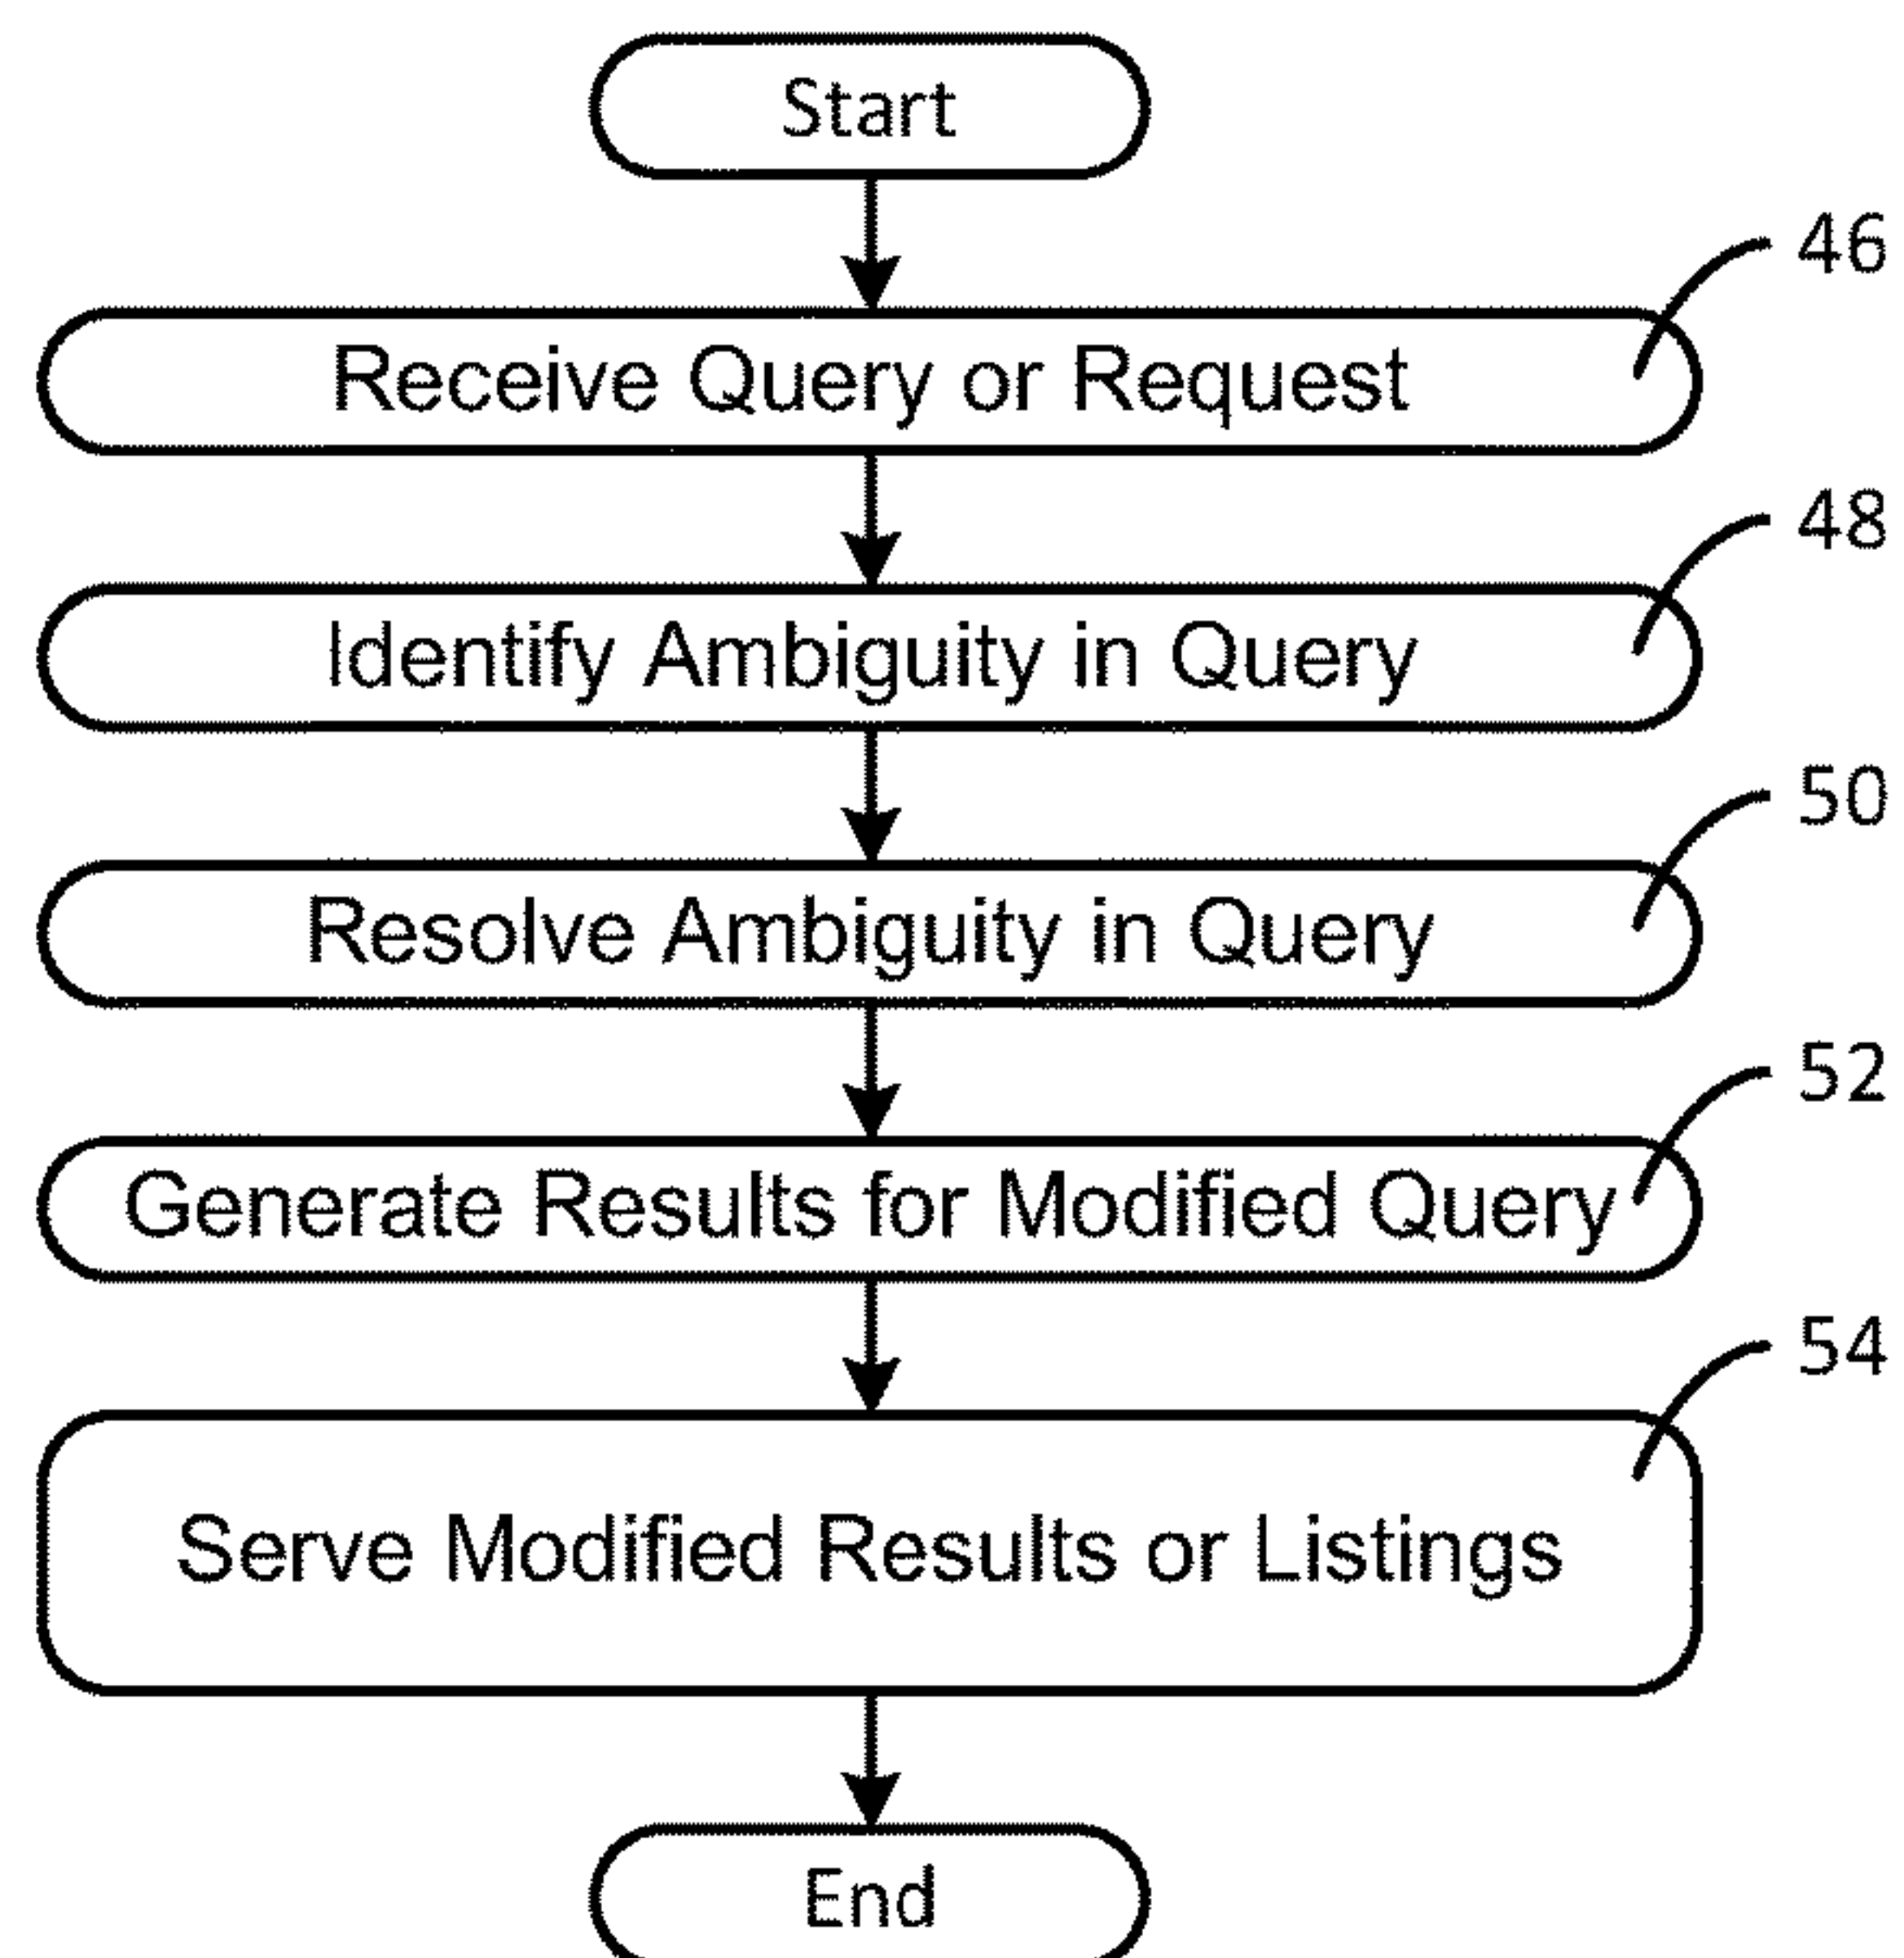 Start
46
Receive Query or Request
48
Identify Ambiguity in Query
50
Resolve Ambiguity in Query
52
Generate Results for Modified Query
54
Serve Modified Results or Listings
End